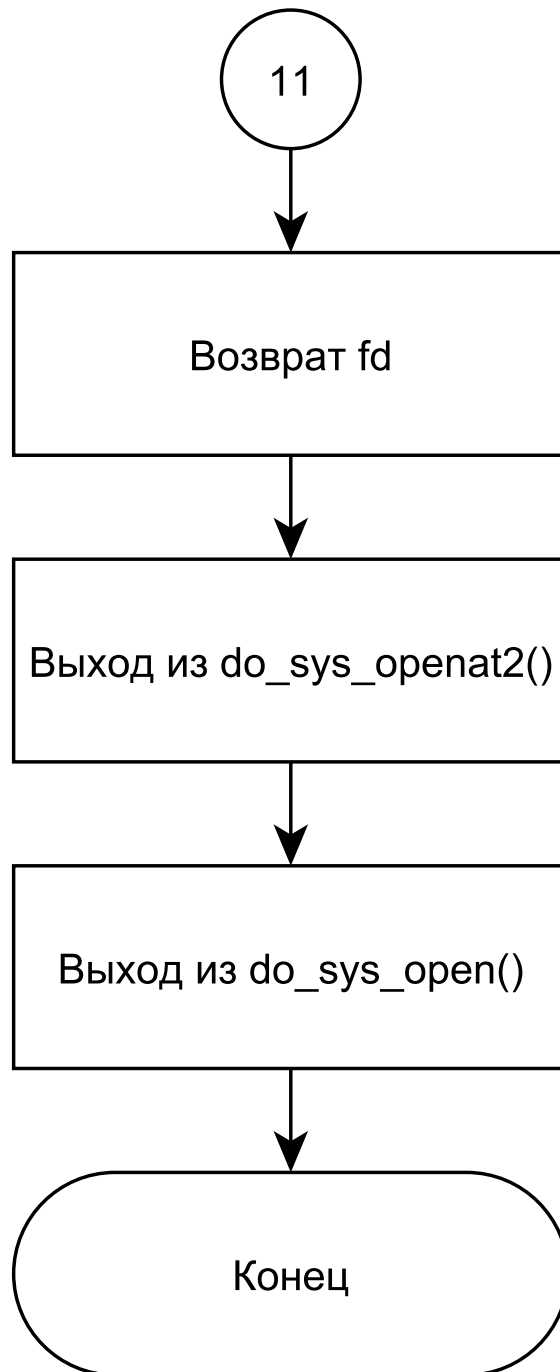 11
Возврат fd
Выход из do_sys_openat2()
Выход из do_sys_open()
Конец